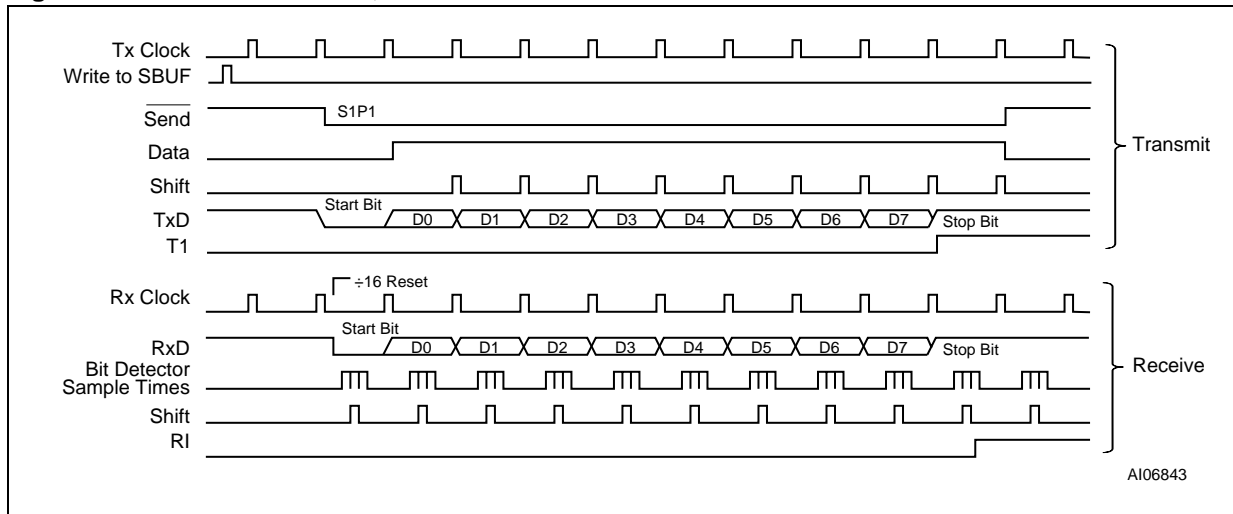 Tx Clock
Write to SBUF
Send
S1P1
Data
Shift
Start Bit
TxD
D0 D1 D2 D3 D4 D5 D6 D7 Stop Bit
T1
Transmit
÷16 Reset
Rx Clock
Start Bit
RxD
D0 D1 D2 D3 D4 D5 D6 D7 Stop Bit
Bit Detector
Sample Times
Shift
RI
Receive
AI06843